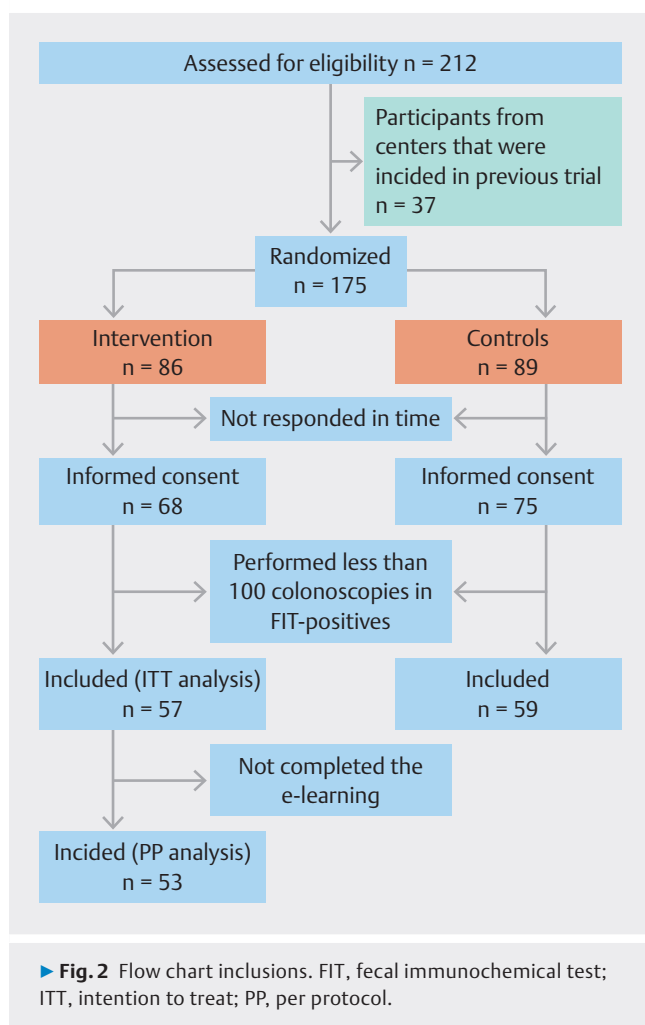 Assessed for eligibility n = 212
Participants from
centers that were
incided in previous trial
n = 37
Randomized
n = 175
Intervention
n = 86
Controls
n = 89
Not responded in time
Informed consent
n = 68
Informed consent
n = 75
Performed less than
100 colonoscopies in
FIT-positives
Included (ITT analysis)
n = 57
Included
n = 59
Not completed the
e-learning
Incided (PP analysis)
n = 53
▶ Fig. 2 Flow chart inclusions. FIT, fecal immunochemical test;
ITT, intention to treat; PP, per protocol.